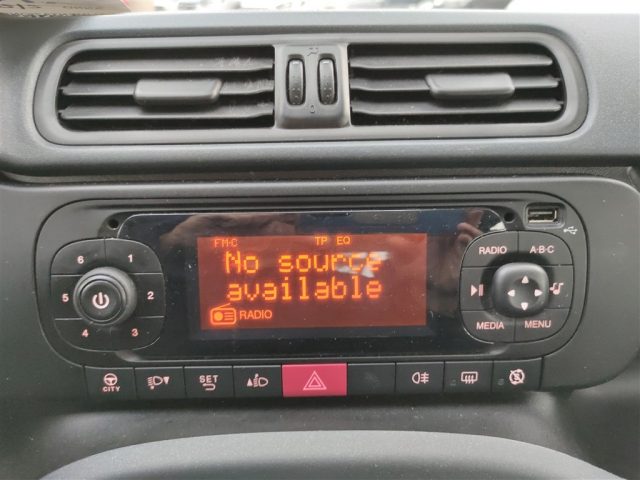 FM-C TP EQ
No source
available
RADIO
6 1
5 2
4 3
RADIO A-B-C
MEDIA MENU
CITY
SET